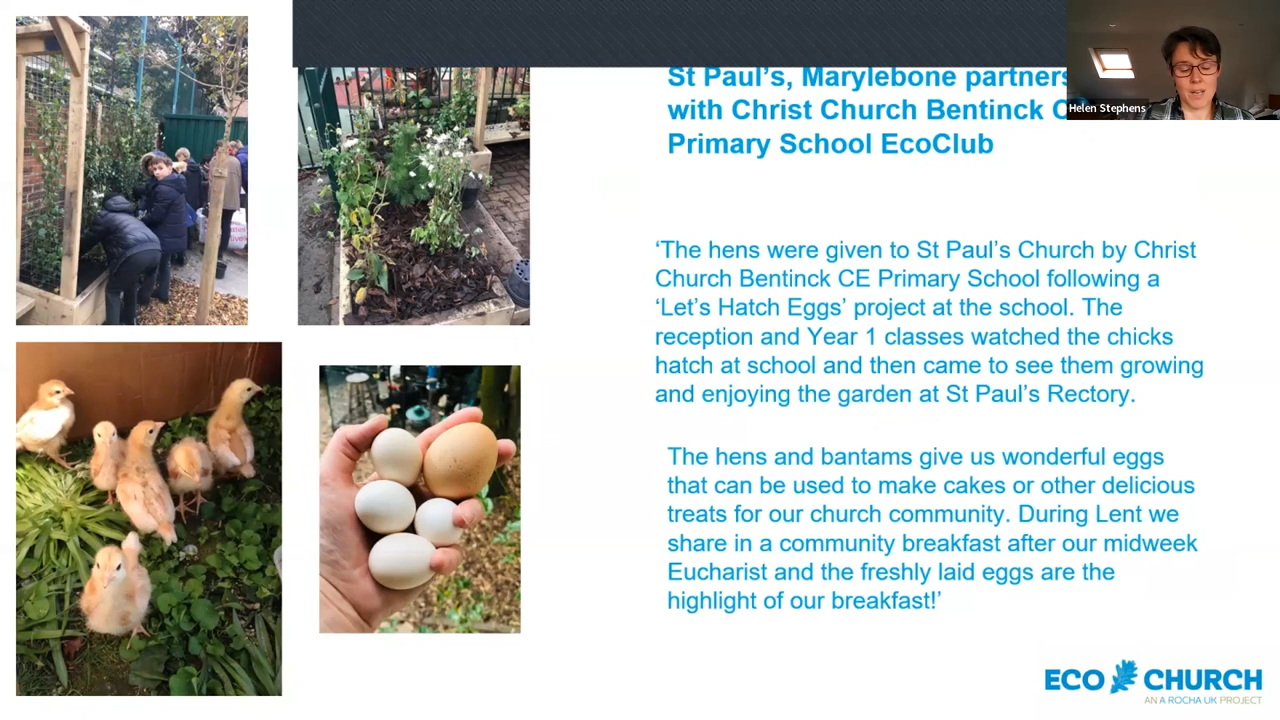 St Paul's, Marylebone partners
with Christ Church Bentinck C
Primary School EcoClub
Helen Stephens
'The hens were given to St Paul's Church by Christ
Church Bentinck CE Primary School following a
'Let's Hatch Eggs' project at the school. The
reception and Year 1 classes watched the chicks
hatch at school and then came to see them growing
and enjoying the garden at St Paul's Rectory.
The hens and bantams give us wonderful eggs
that can be used to make cakes or other delicious
treats for our church community. During Lent we
share in a community breakfast after our midweek
Eucharist and the freshly laid eggs are the
highlight of our breakfast!'
ECO CHURCH
AN A ROCHA UK PROJECT